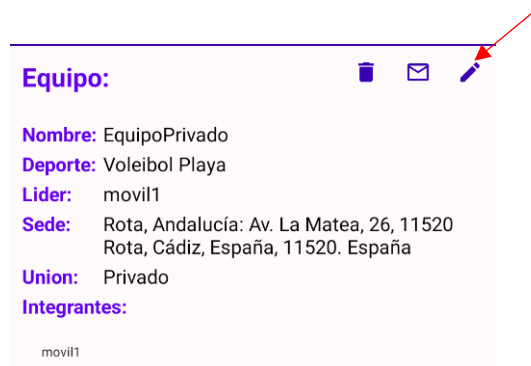 Equipo:
Nombre: EquipoPrivado
Deporte: Voleibol Playa
Lider: movil1
Sede: Rota, Andalucía: Av. La Matea, 26, 11520
Rota, Cádiz, España, 11520. España
Union: Privado
Integrantes:
movil1